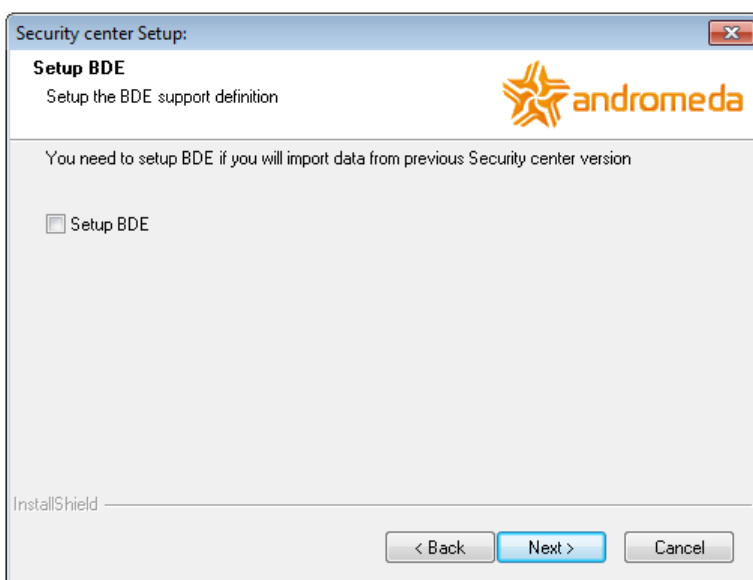 Security center Setup:
Setup BDE
Setup the BDE support definition
andromeda
You need to setup BDE if you will import data from previous Security center version
Setup BDE
InstallShield
< Back
Next >
Cancel